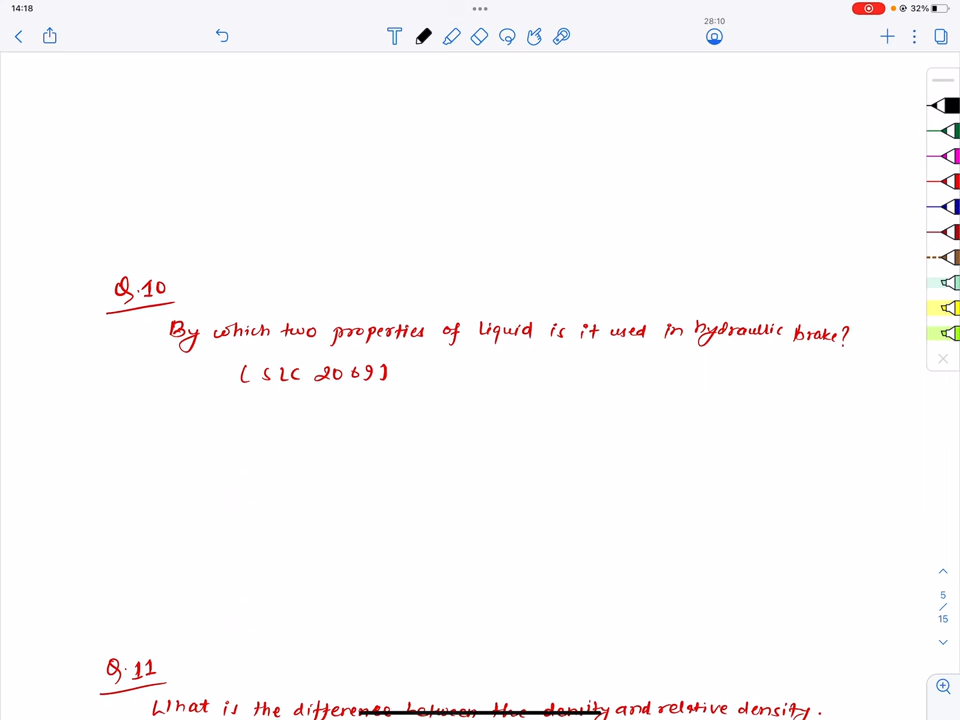 14:18
32%
28:10
Q.10
By which two properties of liquid is it used in hydraullic brake?
( SLC 2069)
5
/
15
Q.11
What is the difference between the density and relative density.